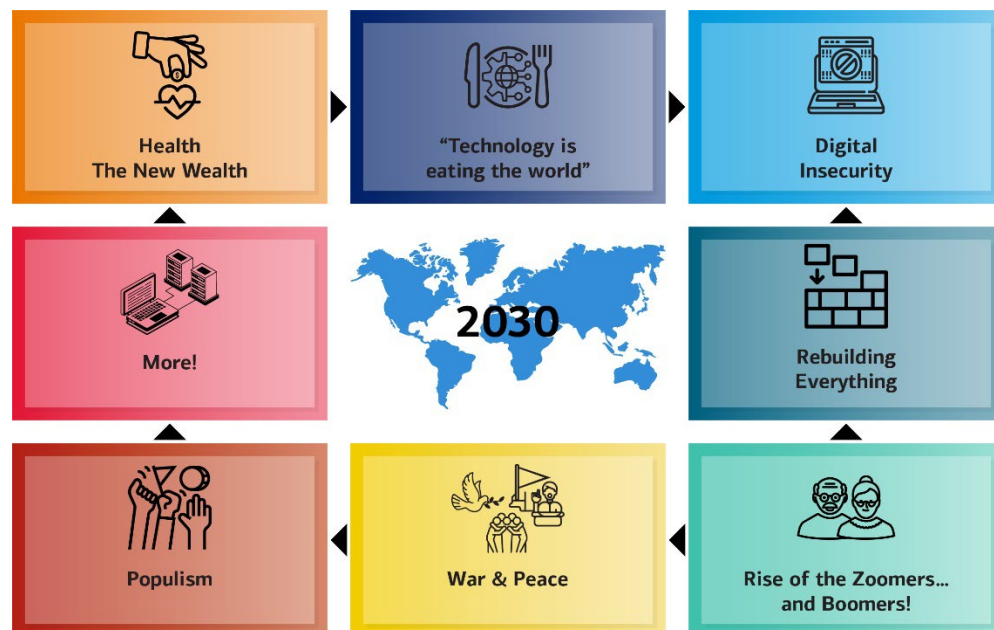 Health
The New Wealth
“Technology is
eating the world”
Digital
Insecurity
More!
2030
Rebuilding
Everything
Populism
War & Peace
Rise of the Zoomers...
and Boomers!